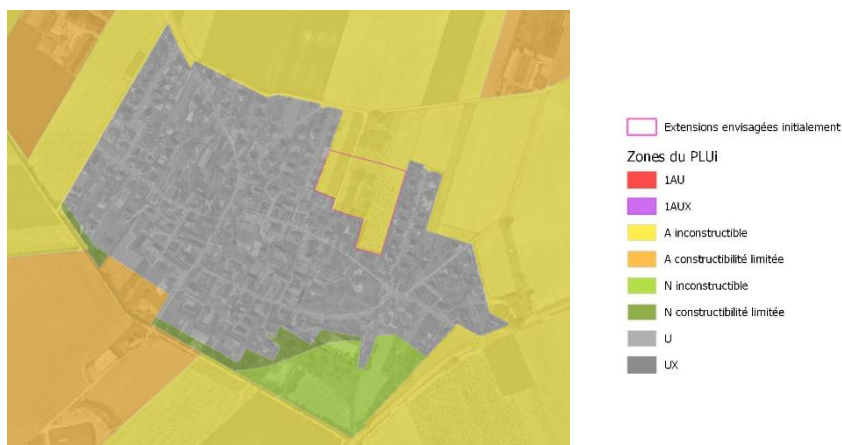 Extensions envisagées initialement
Zones du PLUi
1AU
1AUX
A inconstructible
A constructibilité limitée
N inconstructible
N constructibilité limitée
U
UX